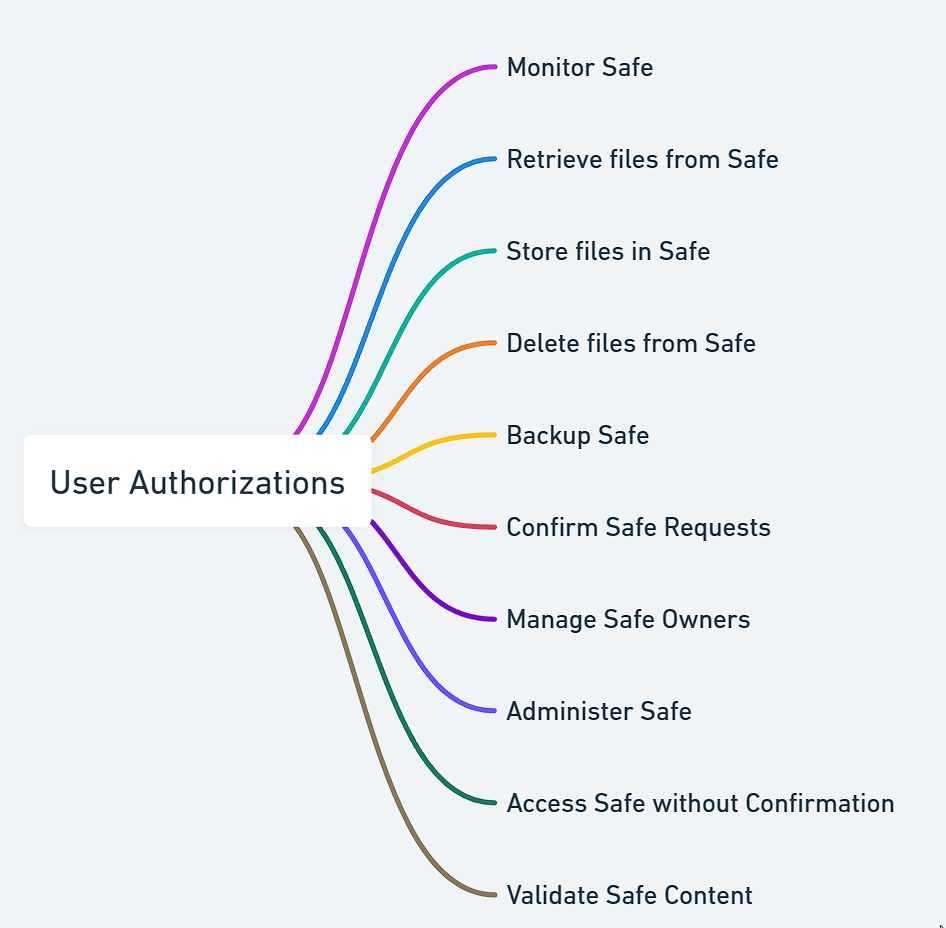 User Authorizations
Monitor Safe
Retrieve files from Safe
Store files in Safe
Delete files from Safe
Backup Safe
Confirm Safe Requests
Manage Safe Owners
Administer Safe
Access Safe without Confirmation
Validate Safe Content